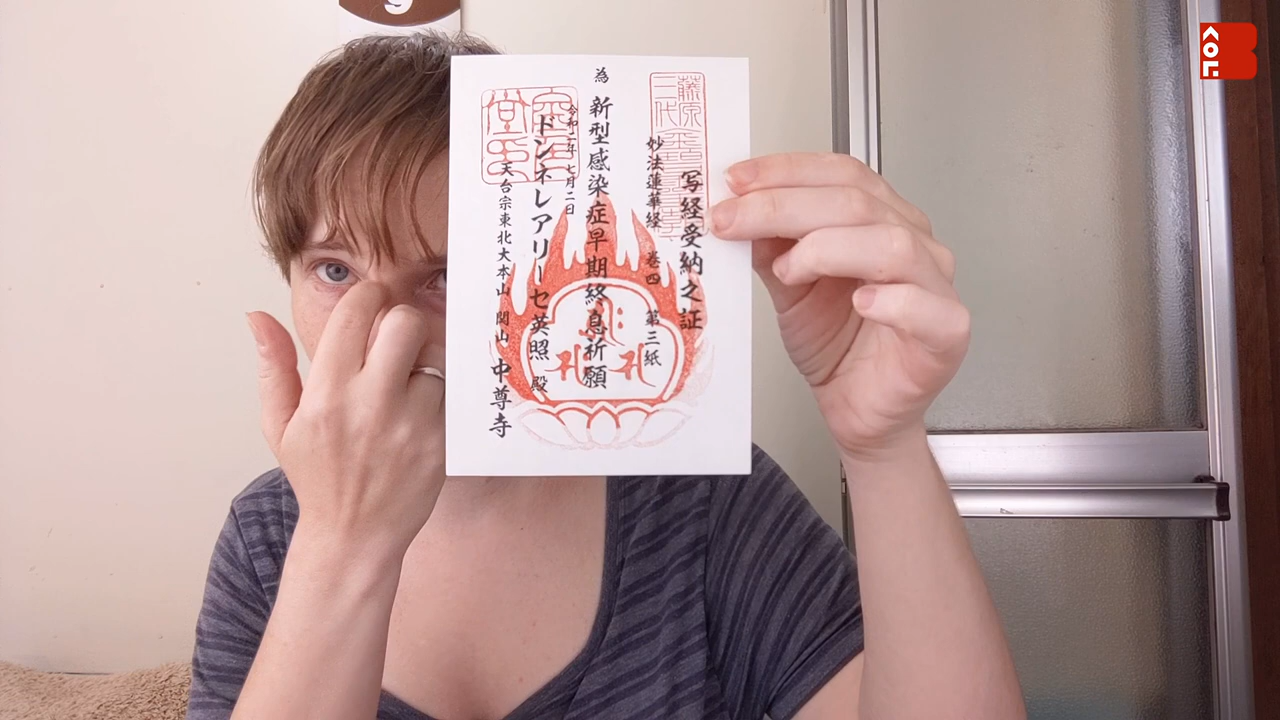 写経受納之証
妙法蓮華経 巻四 第三紙
為 新型感染症早期終息祈願
令和二年 七月二日
ドンネレアリーセ英照 殿
天台宗東北大本山 関山 中尊寺